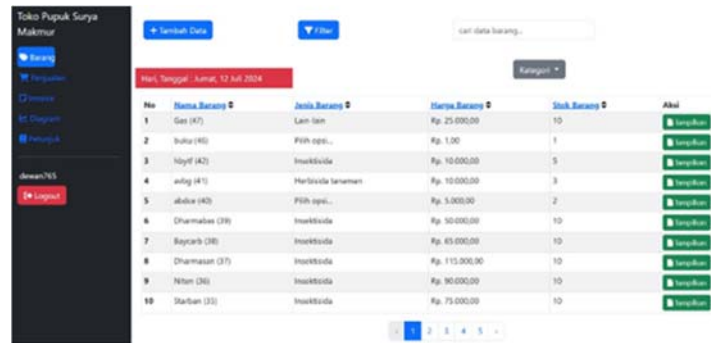 Toko Pupuk Surya
Makmur
Barang
Penjualan
Invoice
Diagram
Petunjuk
dewan765
Logout
+ Tambah Data
Filter
cari data barang..
Kategori
Hari, Tanggal : Jumat, 12 Juli 2024
No Nama Barang Jenis Barang Harga Barang Stok Barang Aksi
1 Gas (47) Lain-lain Rp. 25.000,00 10 Tampilkan
2 buku (46) Pilih opsi... Rp. 1,00 1 Tampilkan
3 (42) Insektisida Rp. 10.000,00 5 Tampilkan
4 (41) Herbisida tanaman Rp. 10.000,00 3 Tampilkan
5 (40) Pilih opsi... Rp. 5.000,00 2 Tampilkan
6 Dharmabas (39) Insektisida Rp. 50.000,00 10 Tampilkan
7 Baycarb (38) Insektisida Rp. 65.000,00 10 Tampilkan
8 Dharmasan (37) Insektisida Rp. 115.000,00 10 Tampilkan
9 Niton (36) Insektisida Rp. 90.000,00 10 Tampilkan
10 Starban (35) Insektisida Rp. 75.000,00 10 Tampilkan
‹ 1 2 3 4 5 ›